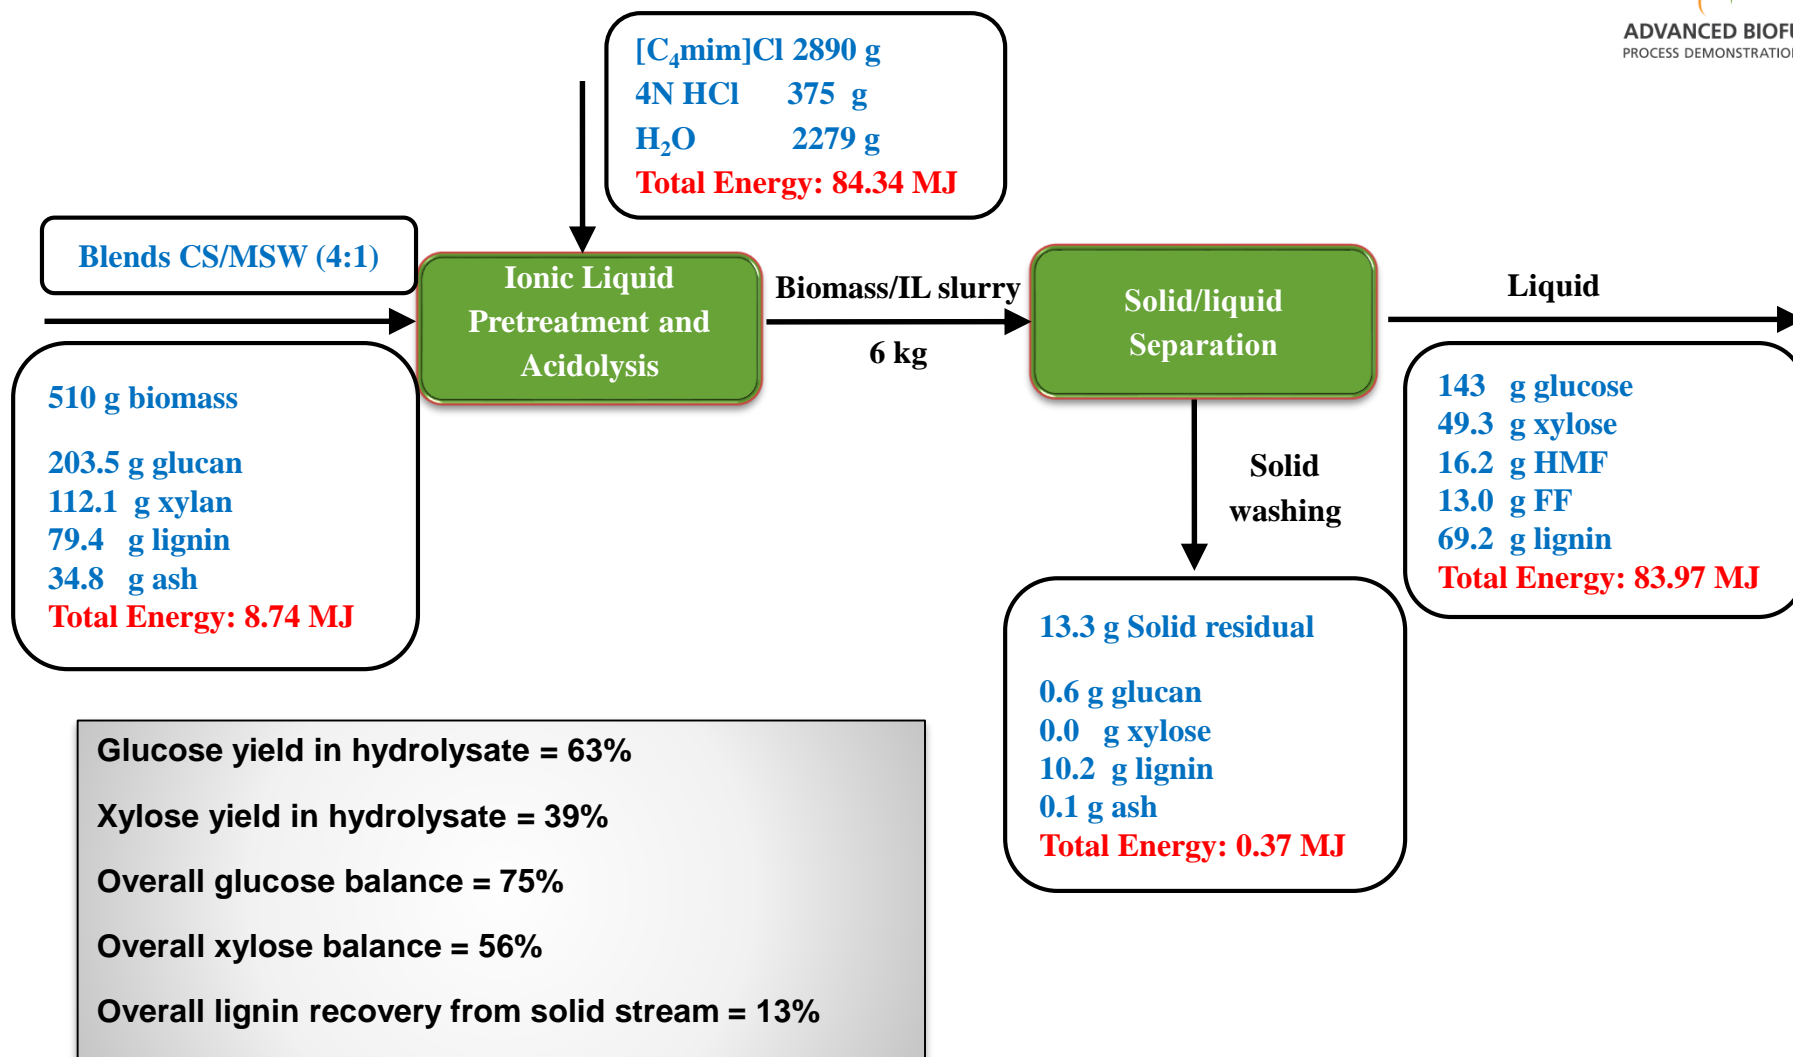 ADVANCED BIOFU
PROCESS DEMONSTRATION
[C₄mim]Cl 2890 g
4N HCl 375 g
H₂O 2279 g
Total Energy: 84.34 MJ
Blends CS/MSW (4:1)
Ionic Liquid
Pretreatment and
Acidolysis
Biomass/IL slurry
6 kg
Solid/liquid
Separation
Liquid
510 g biomass
203.5 g glucan
112.1 g xylan
79.4 g lignin
34.8 g ash
Total Energy: 8.74 MJ
143 g glucose
49.3 g xylose
16.2 g HMF
13.0 g FF
69.2 g lignin
Total Energy: 83.97 MJ
Solid
washing
13.3 g Solid residual
0.6 g glucan
0.0 g xylose
10.2 g lignin
0.1 g ash
Total Energy: 0.37 MJ
Glucose yield in hydrolysate = 63%
Xylose yield in hydrolysate = 39%
Overall glucose balance = 75%
Overall xylose balance = 56%
Overall lignin recovery from solid stream = 13%